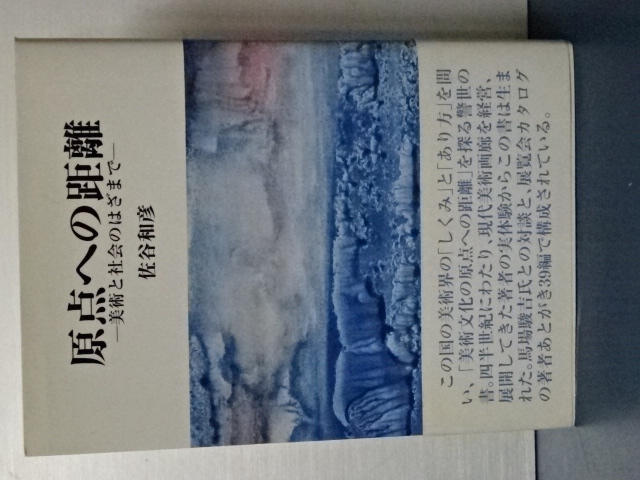 原点への距離
―美術と社会のはざまで―
佐谷和彦
この国の美術界の「しくみ」と「あり方」を問
い、「美術文化の原点への距離」を探る警世の
書。四半世紀にわたり、現代美術画廊を経営、
展開してきた著者の実体験からこの書は生ま
れた。馬場駿吉氏との対談と、展覧会カタログ
の著者あとがき39編で構成されている。